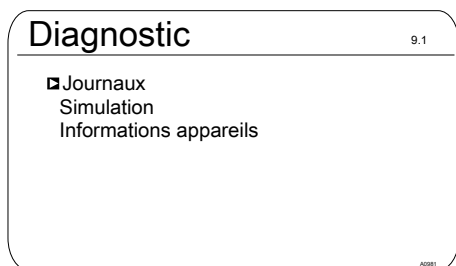 Diagnostic 9.1
Journaux
Simulation
Informations appareils
A0981